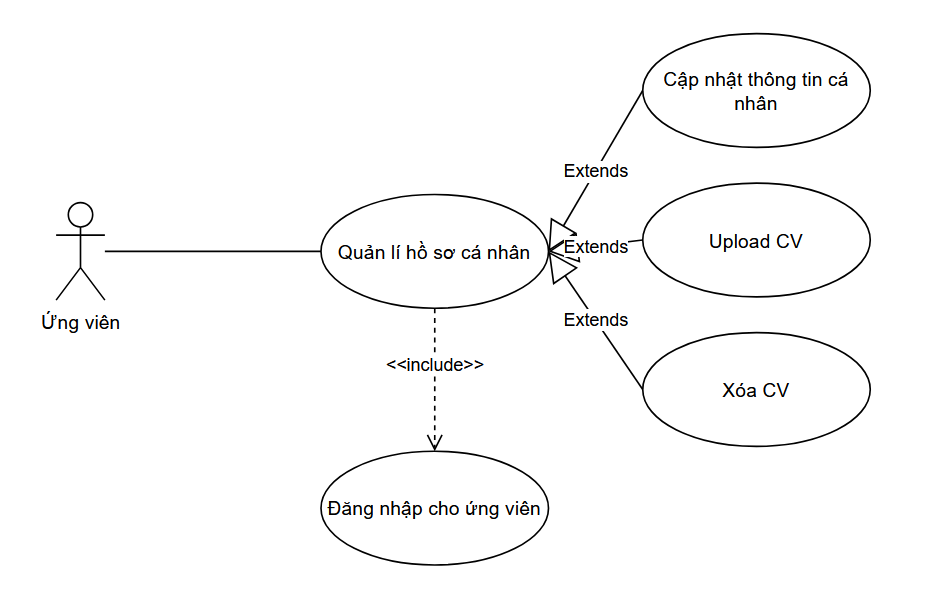 Cập nhật thông tin cá
nhân
Extends
Upload CV
Extends
Quản lí hồ sơ cá nhân
Extends
Ứng viên
<<include>>
Xóa CV
Đăng nhập cho ứng viên